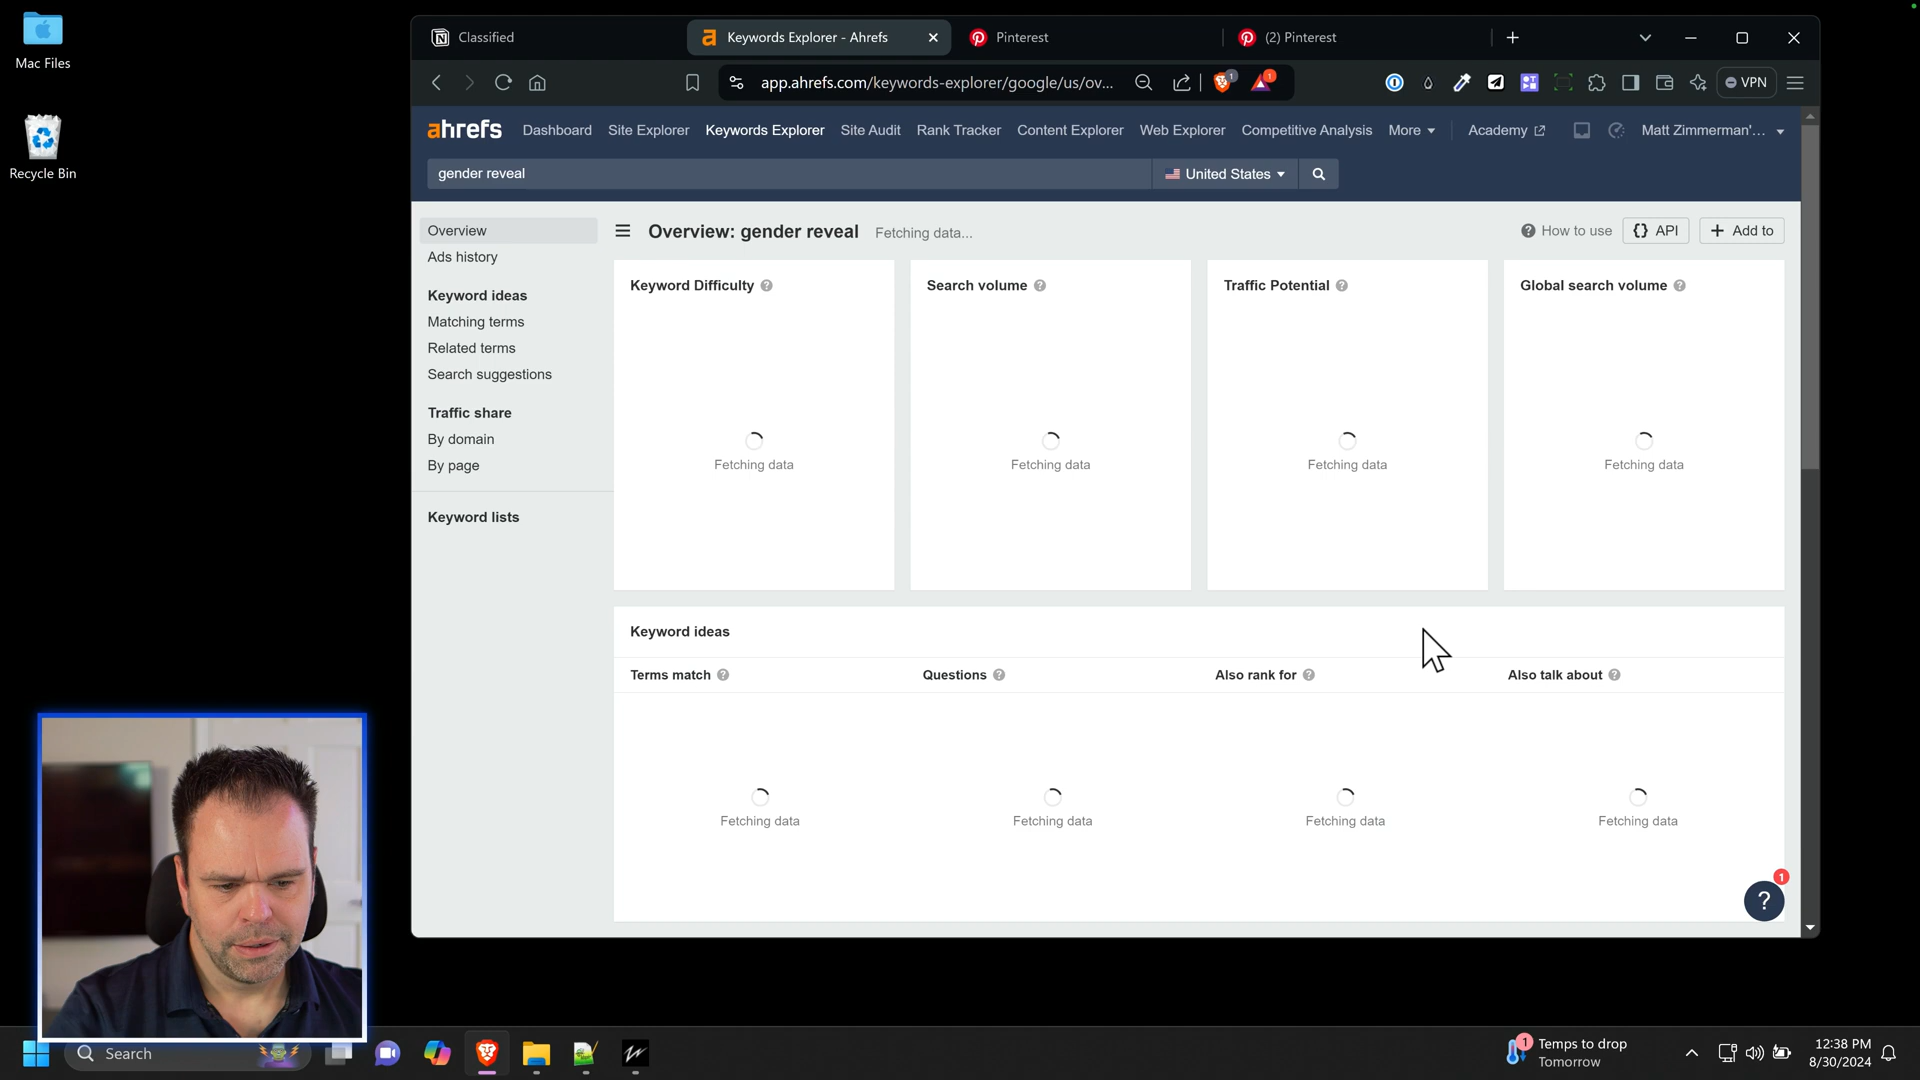 Mac Files
Recycle Bin
Classified
Keywords Explorer - Ahrefs
Pinterest
(2) Pinterest
app.ahrefs.com/keywords-explorer/google/us/ov...
1
1
VPN
ahrefs
Dashboard
Site Explorer
Keywords Explorer
Site Audit
Rank Tracker
Content Explorer
Web Explorer
Competitive Analysis
More
Academy
Matt Zimmerman'...
gender reveal
United States
Overview
Ads history
Keyword ideas
Matching terms
Related terms
Search suggestions
Traffic share
By domain
By page
Keyword lists
Overview: gender reveal
Fetching data...
? How to use
{} API
+ Add to
Keyword Difficulty ?
Search volume ?
Traffic Potential ?
Global search volume ?
Fetching data
Fetching data
Fetching data
Fetching data
Keyword ideas
Terms match ?
Questions ?
Also rank for ?
Also talk about ?
Fetching data
Fetching data
Fetching data
Fetching data
1
?
Search
1
Temps to drop
Tomorrow
12:38 PM
8/30/2024